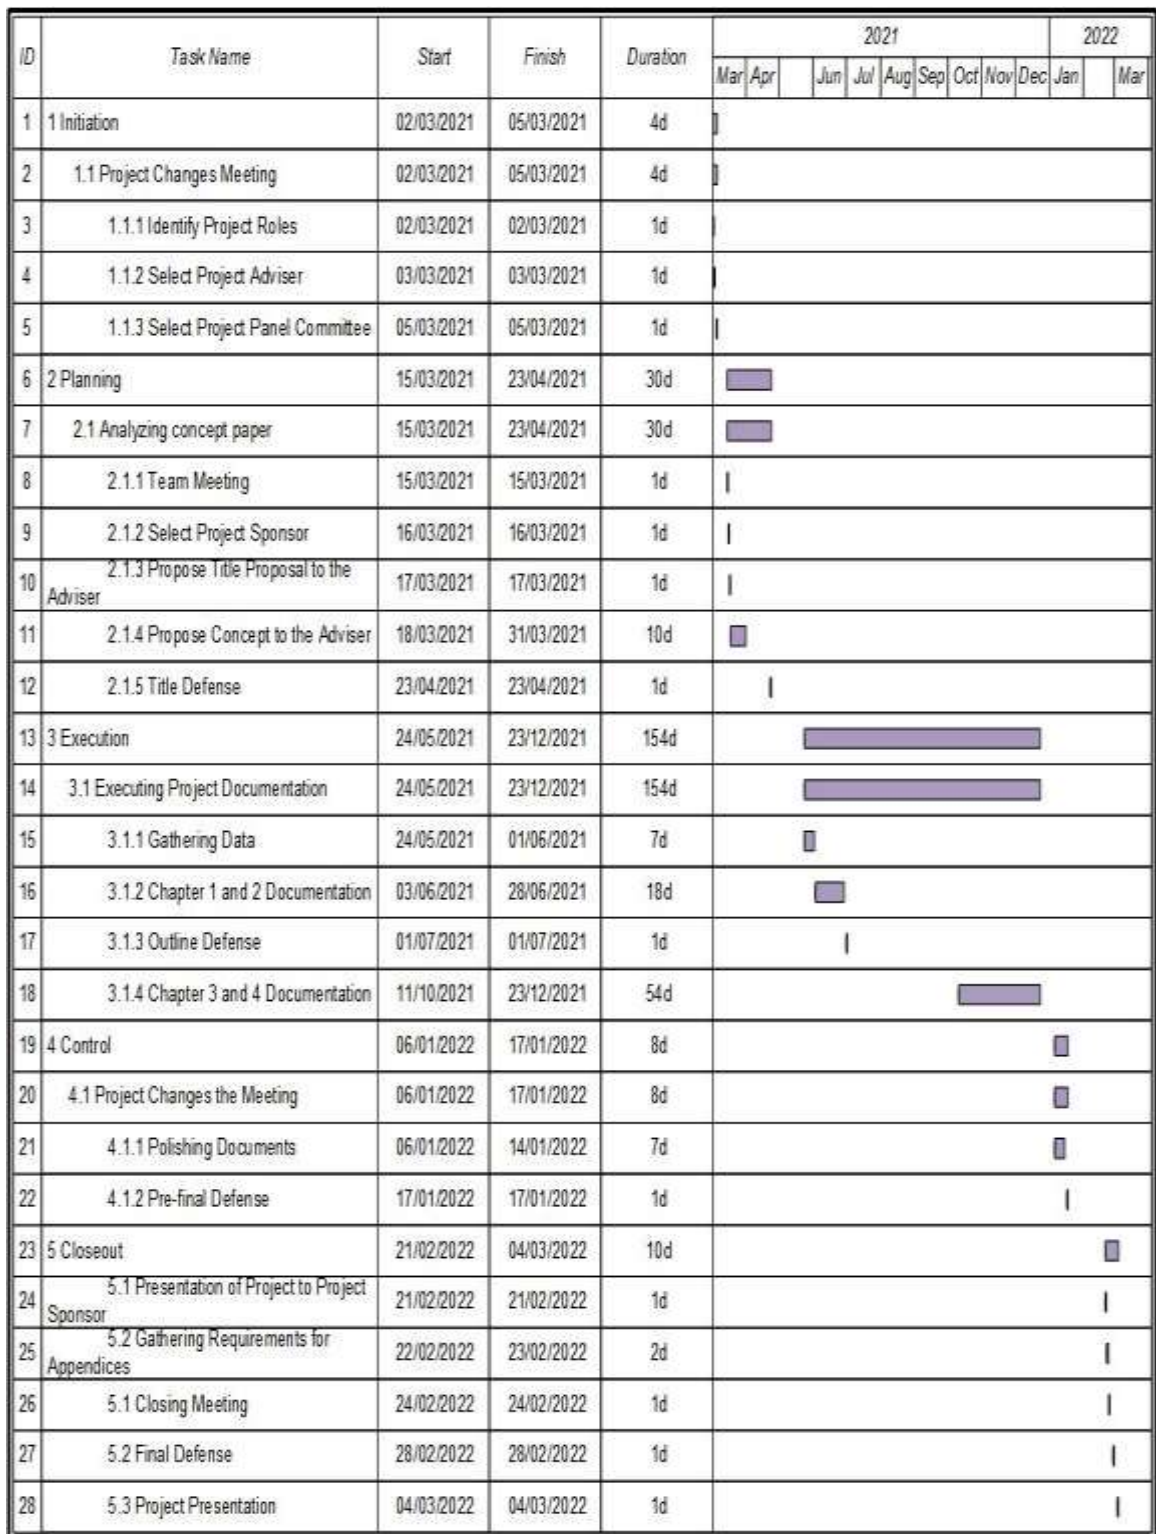 2021 2022
ID Task Name Start Finish Duration
Mar Apr Jun Jul Aug Sep Oct Nov Dec Jan Mar
1 1 Initiation 02/03/2021 05/03/2021 4d
2 1.1 Project Changes Meeting 02/03/2021 05/03/2021 4d
3 1.1.1 Identify Project Roles 02/03/2021 02/03/2021 1d
4 1.1.2 Select Project Adviser 03/03/2021 03/03/2021 1d
5 1.1.3 Select Project Panel Committee 05/03/2021 05/03/2021 1d
6 2 Planning 15/03/2021 23/04/2021 30d
7 2.1 Analyzing concept paper 15/03/2021 23/04/2021 30d
8 2.1.1 Team Meeting 15/03/2021 15/03/2021 1d
9 2.1.2 Select Project Sponsor 16/03/2021 16/03/2021 1d
10 2.1.3 Propose Title Proposal to the
Adviser 17/03/2021 17/03/2021 1d
11 2.1.4 Propose Concept to the Adviser 18/03/2021 31/03/2021 10d
12 2.1.5 Title Defense 23/04/2021 23/04/2021 1d
13 3 Execution 24/05/2021 23/12/2021 154d
14 3.1 Executing Project Documentation 24/05/2021 23/12/2021 154d
15 3.1.1 Gathering Data 24/05/2021 01/06/2021 7d
16 3.1.2 Chapter 1 and 2 Documentation 03/06/2021 28/06/2021 18d
17 3.1.3 Outline Defense 01/07/2021 01/07/2021 1d
18 3.1.4 Chapter 3 and 4 Documentation 11/10/2021 23/12/2021 54d
19 4 Control 06/01/2022 17/01/2022 8d
20 4.1 Project Changes the Meeting 06/01/2022 17/01/2022 8d
21 4.1.1 Polishing Documents 06/01/2022 14/01/2022 7d
22 4.1.2 Pre-final Defense 17/01/2022 17/01/2022 1d
23 5 Closeout 21/02/2022 04/03/2022 10d
24 5.1 Presentation of Project to Project
Sponsor 21/02/2022 21/02/2022 1d
25 5.2 Gathering Requirements for
Appendices 22/02/2022 23/02/2022 2d
26 5.1 Closing Meeting 24/02/2022 24/02/2022 1d
27 5.2 Final Defense 28/02/2022 28/02/2022 1d
28 5.3 Project Presentation 04/03/2022 04/03/2022 1d